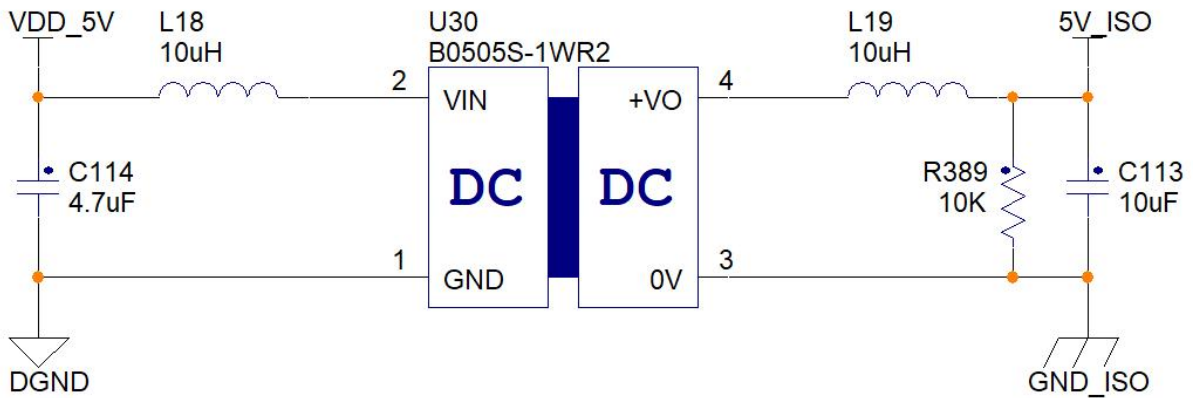 VDD_5V
L18
10uH
U30
B0505S-1WR2
L19
10uH
5V_ISO
2
VIN
+VO
4
C114
4.7uF
DC
DC
R389
10K
C113
10uF
1
GND
0V
3
DGND
GND_ISO